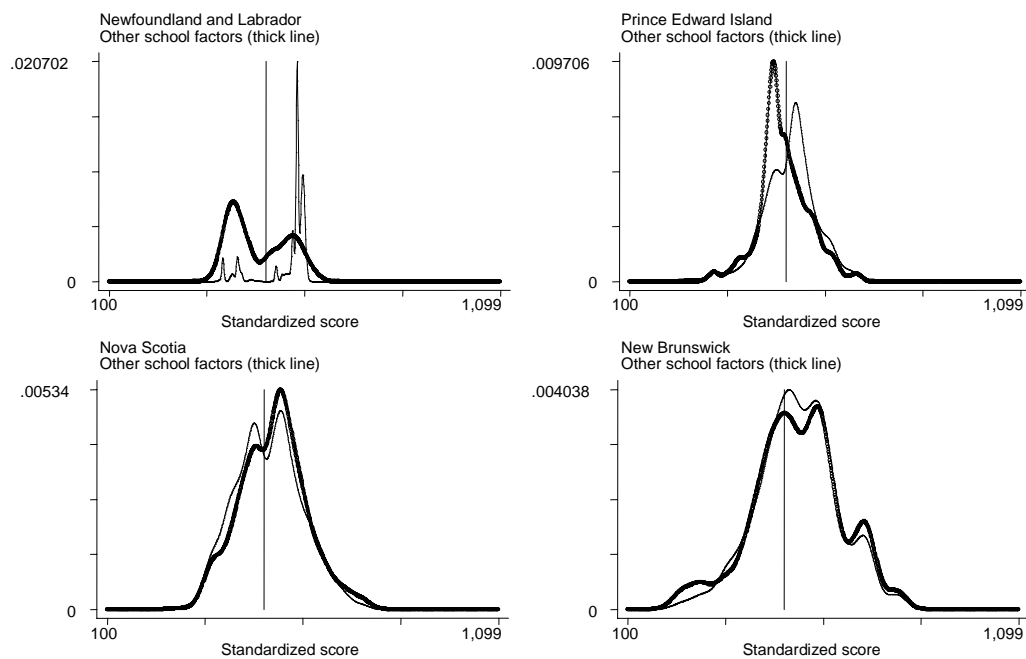 Newfoundland and Labrador
Other school factors (thick line)
.020702
0
100
1,099
Standardized score
Prince Edward Island
Other school factors (thick line)
.009706
0
100
1,099
Standardized score
Nova Scotia
Other school factors (thick line)
.00534
0
100
1,099
Standardized score
New Brunswick
Other school factors (thick line)
.004038
0
100
1,099
Standardized score